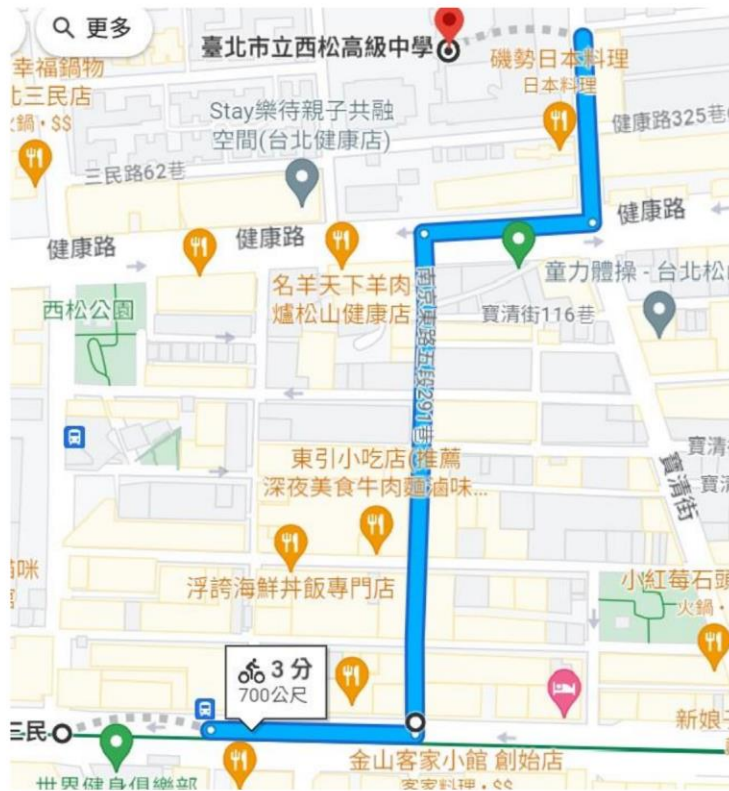 更多
臺北市立西松高級中學
磯勢日本料理
日本料理
幸福鍋物
北三民店
火鍋・$$
Stay樂待親子共融
空間(台北健康店)
健康路325巷
三民路62巷
健康路
健康路
健康路
名羊天下羊肉
爐松山健康店
童力體操 - 台北松山
西松公園
寶清街116巷
南京東路五段291巷
東引小吃店(推薦
深夜美食牛肉麵滷味...
寶清街
寶清
寶清
浮誇海鮮丼飯專門店
小紅莓石頭
火鍋・
3 分
700公尺
三民
新娘
金山客家小館 創始店
客家料理・$$
世界健身俱樂部